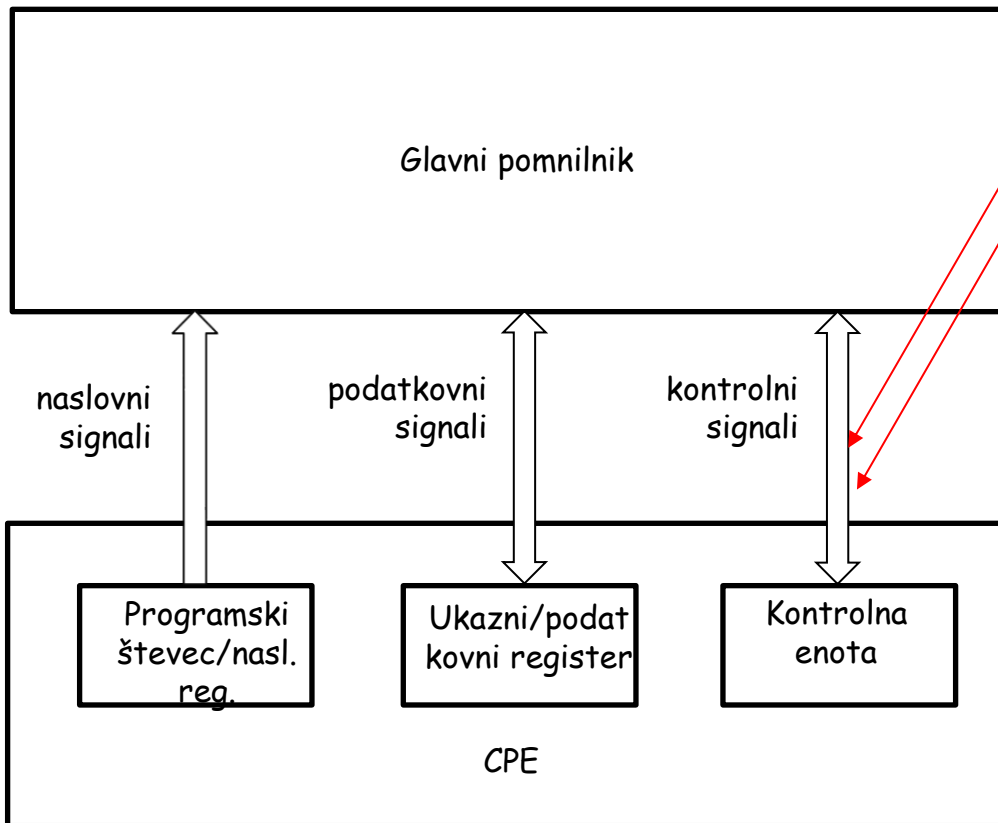 Glavni pomnilnik
naslovni
signali
podatkovni
signali
kontrolni
signali
Programski
števec/nasl.
reg.
Ukazni/podat
kovni register
Kontrolna
enota
CPE